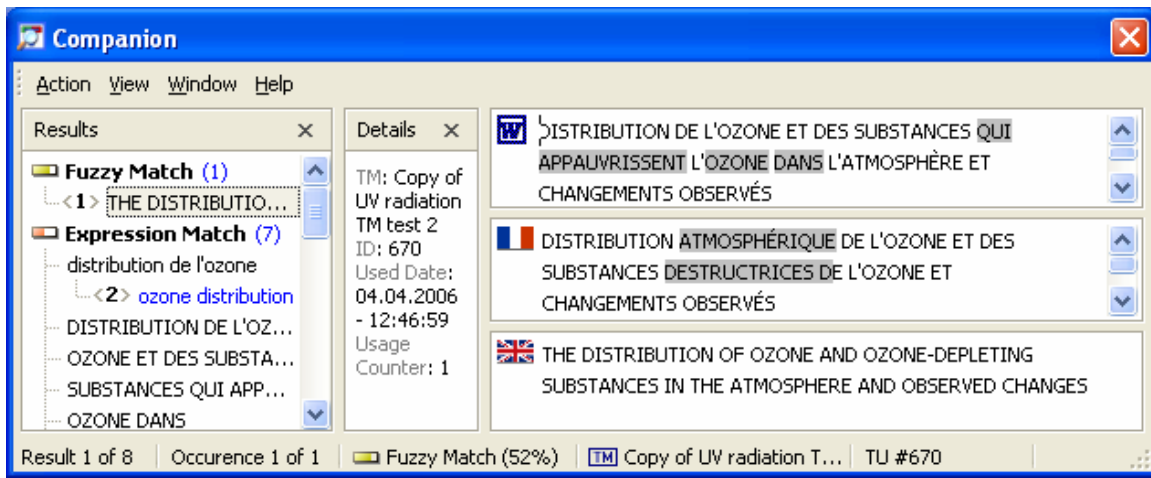 Companion
Action View Window Help
Results
Fuzzy Match (1)
<1> THE DISTRIBUTIO...
Expression Match (7)
distribution de l'ozone
<2> ozone distribution
DISTRIBUTION DE L'OZ...
OZONE ET DES SUBSTA...
SUBSTANCES QUI APP...
OZONE DANS
Details
TM: Copy of
UV radiation
TM test 2
ID: 670
Used Date:
04.04.2006
- 12:46:59
Usage
Counter: 1
W DISTRIBUTION DE L'OZONE ET DES SUBSTANCES QUI
APPAUVRISSENT L'OZONE DANS L'ATMOSPHÈRE ET
CHANGEMENTS OBSERVÉS
DISTRIBUTION ATMOSPHÉRIQUE DE L'OZONE ET DES
SUBSTANCES DESTRUCTRICES DE L'OZONE ET
CHANGEMENTS OBSERVÉS
THE DISTRIBUTION OF OZONE AND OZONE-DEPLETING
SUBSTANCES IN THE ATMOSPHERE AND OBSERVED CHANGES
Result 1 of 8 Occurence 1 of 1 Fuzzy Match (52%) TM Copy of UV radiation T... TU #670